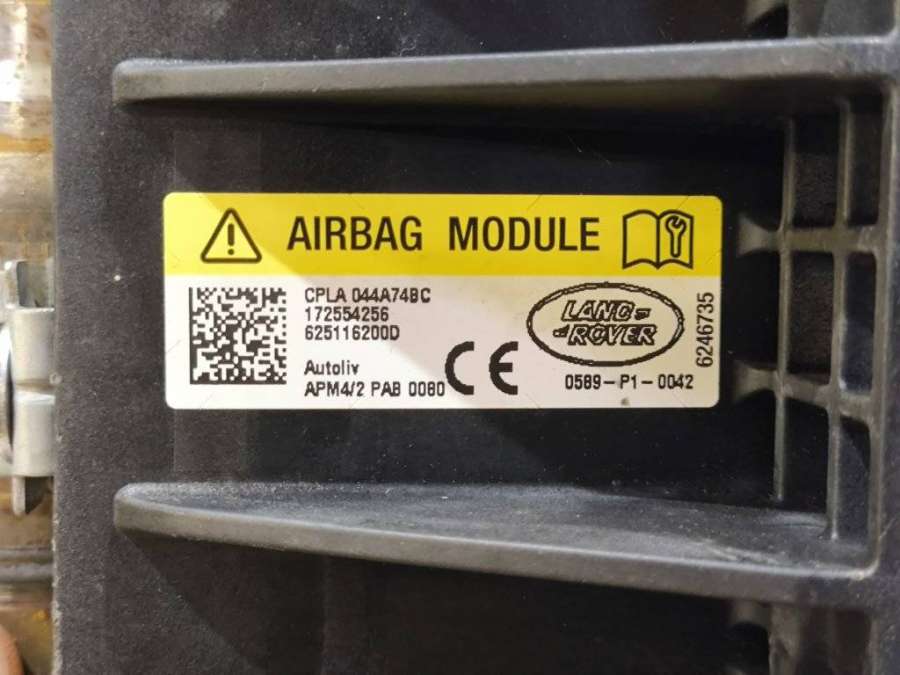 AIRBAG MODULE
CPLA 044A74BC
172554256
625116200D
Autoliv
APM4/2 PAB 0080
CE
LAND-
-ROVER
0589-P1-0042
6246735